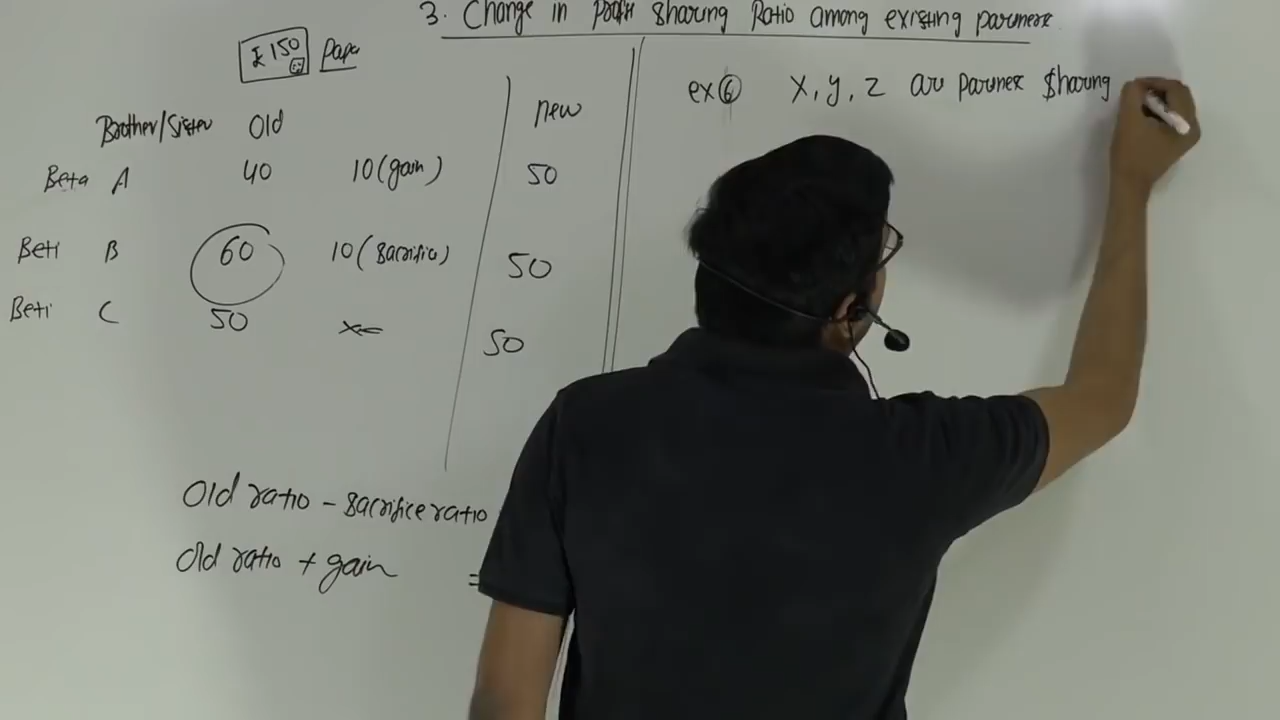 3. Change in Profit Sharing Ratio among existing partners
₹150 Papa
ex ⑥ X, y, z are partner Sharing
Brother/Sister Old new
Beta A 40 10 (gain) 50
Beti B 60 10 (Sacrifice) 50
Beti C 50 × 50
Old ratio - Sacrifice ratio
Old ratio + gain =